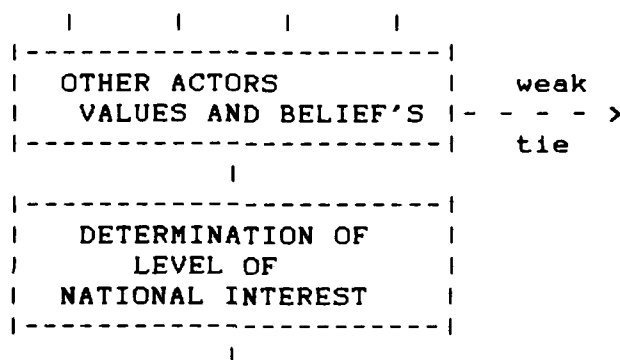 OTHER ACTORS
weak
VALUES AND BELIEF'S
tie
DETERMINATION OF
LEVEL OF
NATIONAL INTEREST